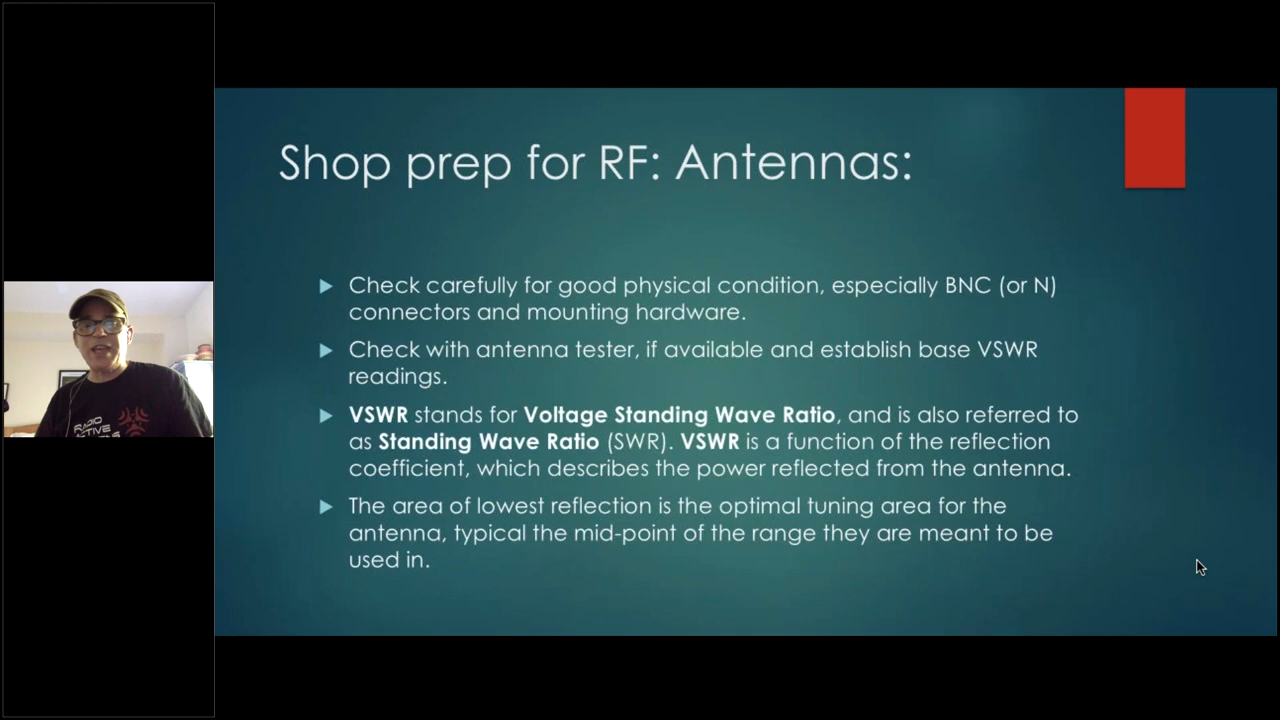 Shop prep for RF: Antennas:
Check carefully for good physical condition, especially BNC (or N)
connectors and mounting hardware.
Check with antenna tester, if available and establish base VSWR
readings.
VSWR stands for Voltage Standing Wave Ratio, and is also referred to
as Standing Wave Ratio (SWR). VSWR is a function of the reflection
coefficient, which describes the power reflected from the antenna.
The area of lowest reflection is the optimal tuning area for the
antenna, typical the mid-point of the range they are meant to be
used in.
RADIO